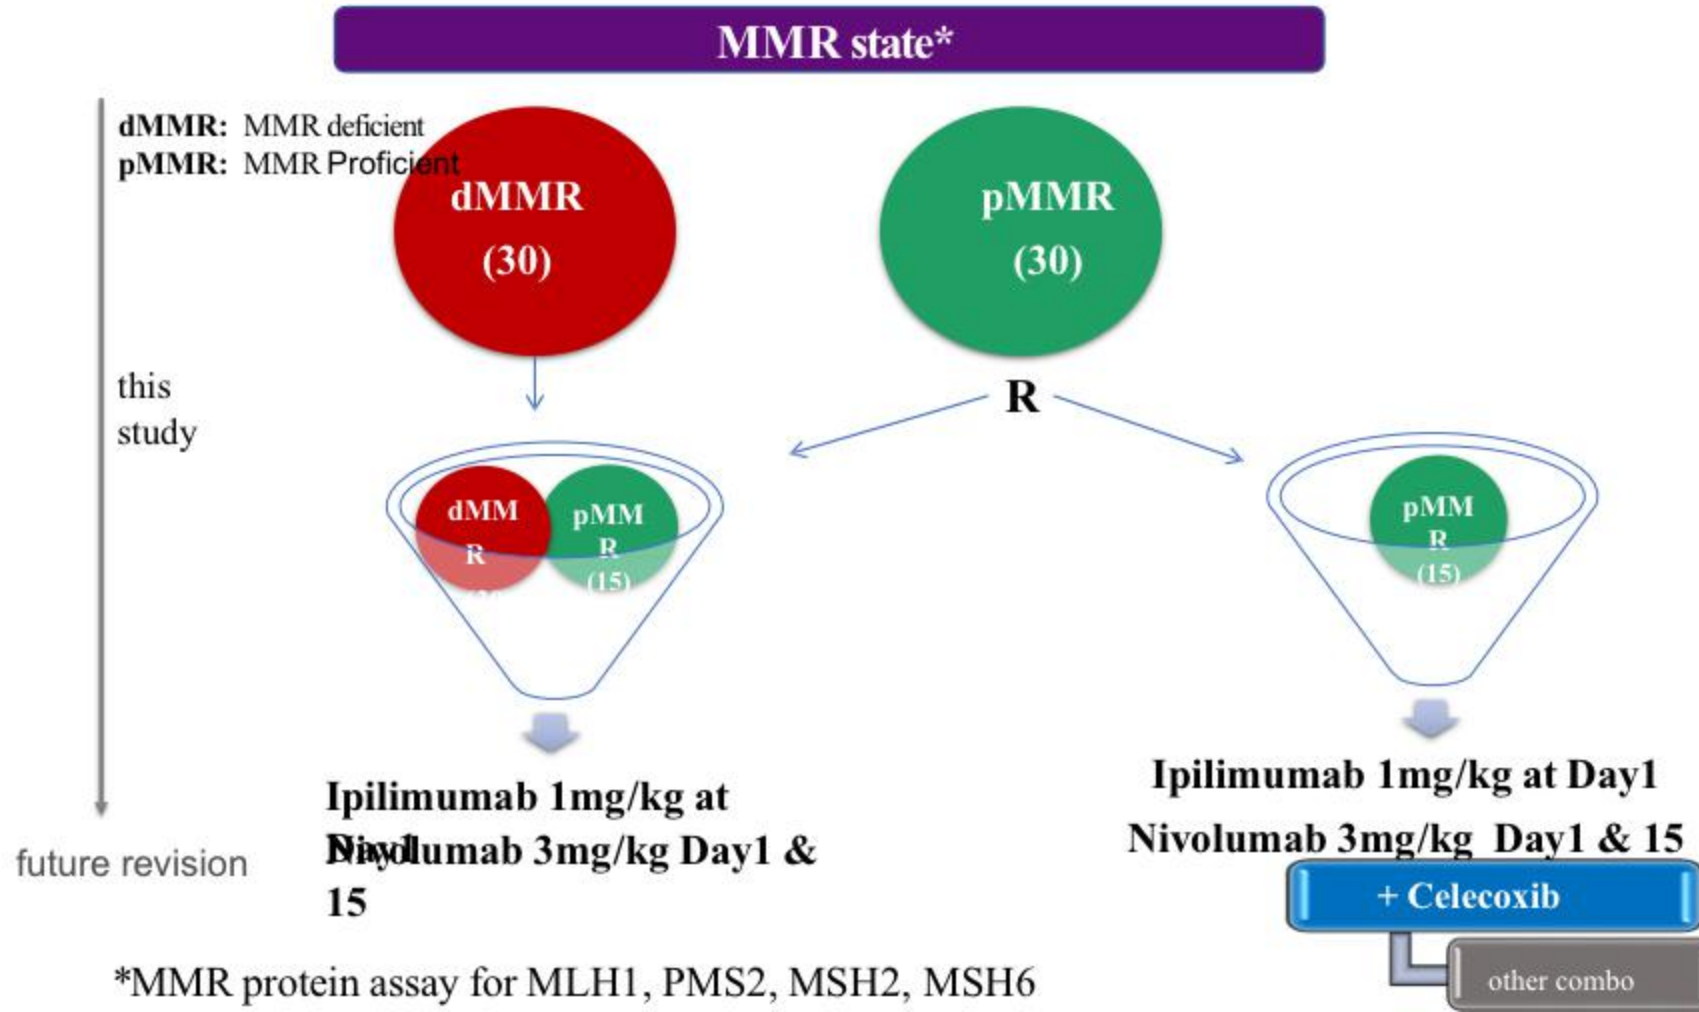 MMR state*
dMMR: MMR deficient
pMMR: MMR Proficient
dMMR
(30)
pMMR
(30)
this
study
R
dMM
R
pMM
R
(15)
pMM
R
(15)
Ipilimumab 1mg/kg at
Day1
Nivolumab 3mg/kg Day1 &
15
Ipilimumab 1mg/kg at Day1
Nivolumab 3mg/kg Day1 & 15
future revision
+ Celecoxib
other combo
*MMR protein assay for MLH1, PMS2, MSH2, MSH6